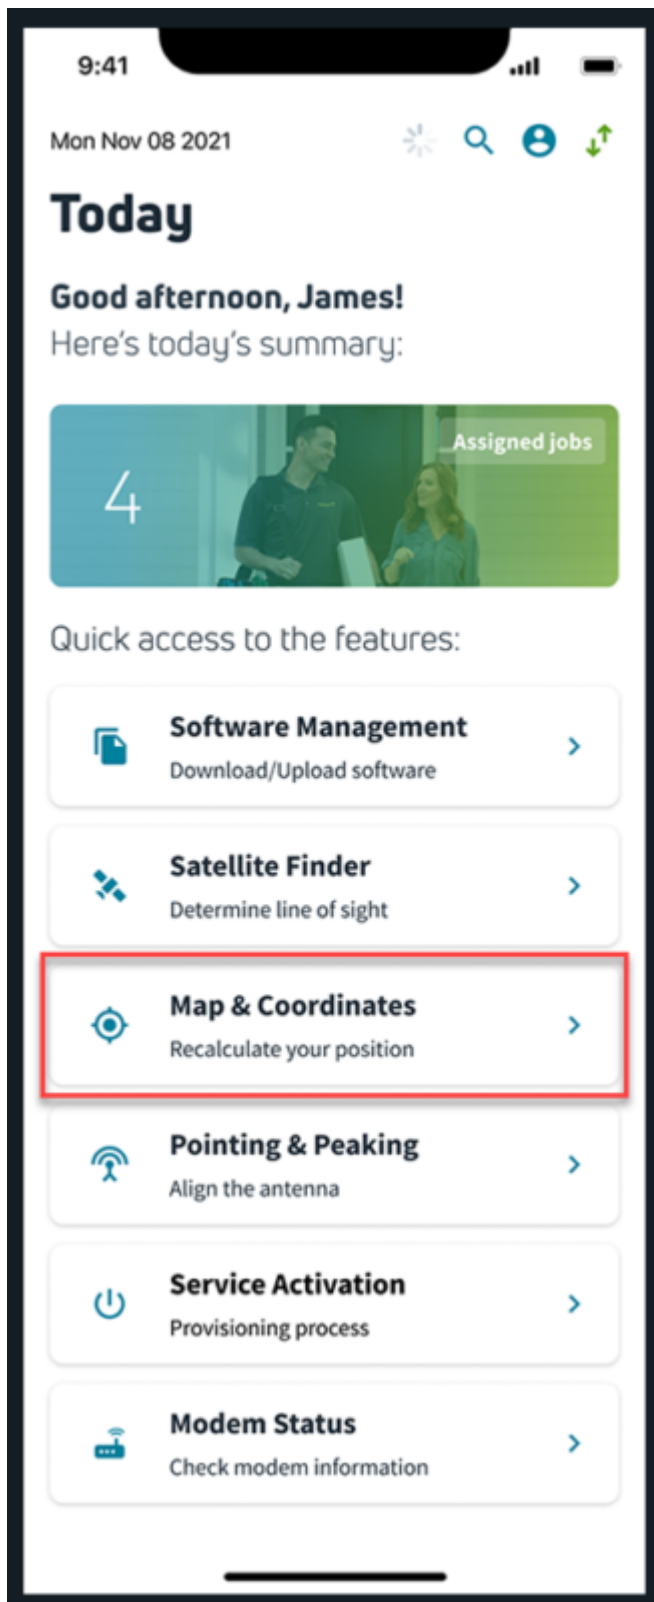 9:41
Mon Nov 08 2021
Today
Good afternoon, James!
Here's today's summary:
4
Assigned jobs
Quick access to the features:
Software Management
Download/Upload software
Satellite Finder
Determine line of sight
Map & Coordinates
Recalculate your position
Pointing & Peaking
Align the antenna
Service Activation
Provisioning process
Modem Status
Check modem information